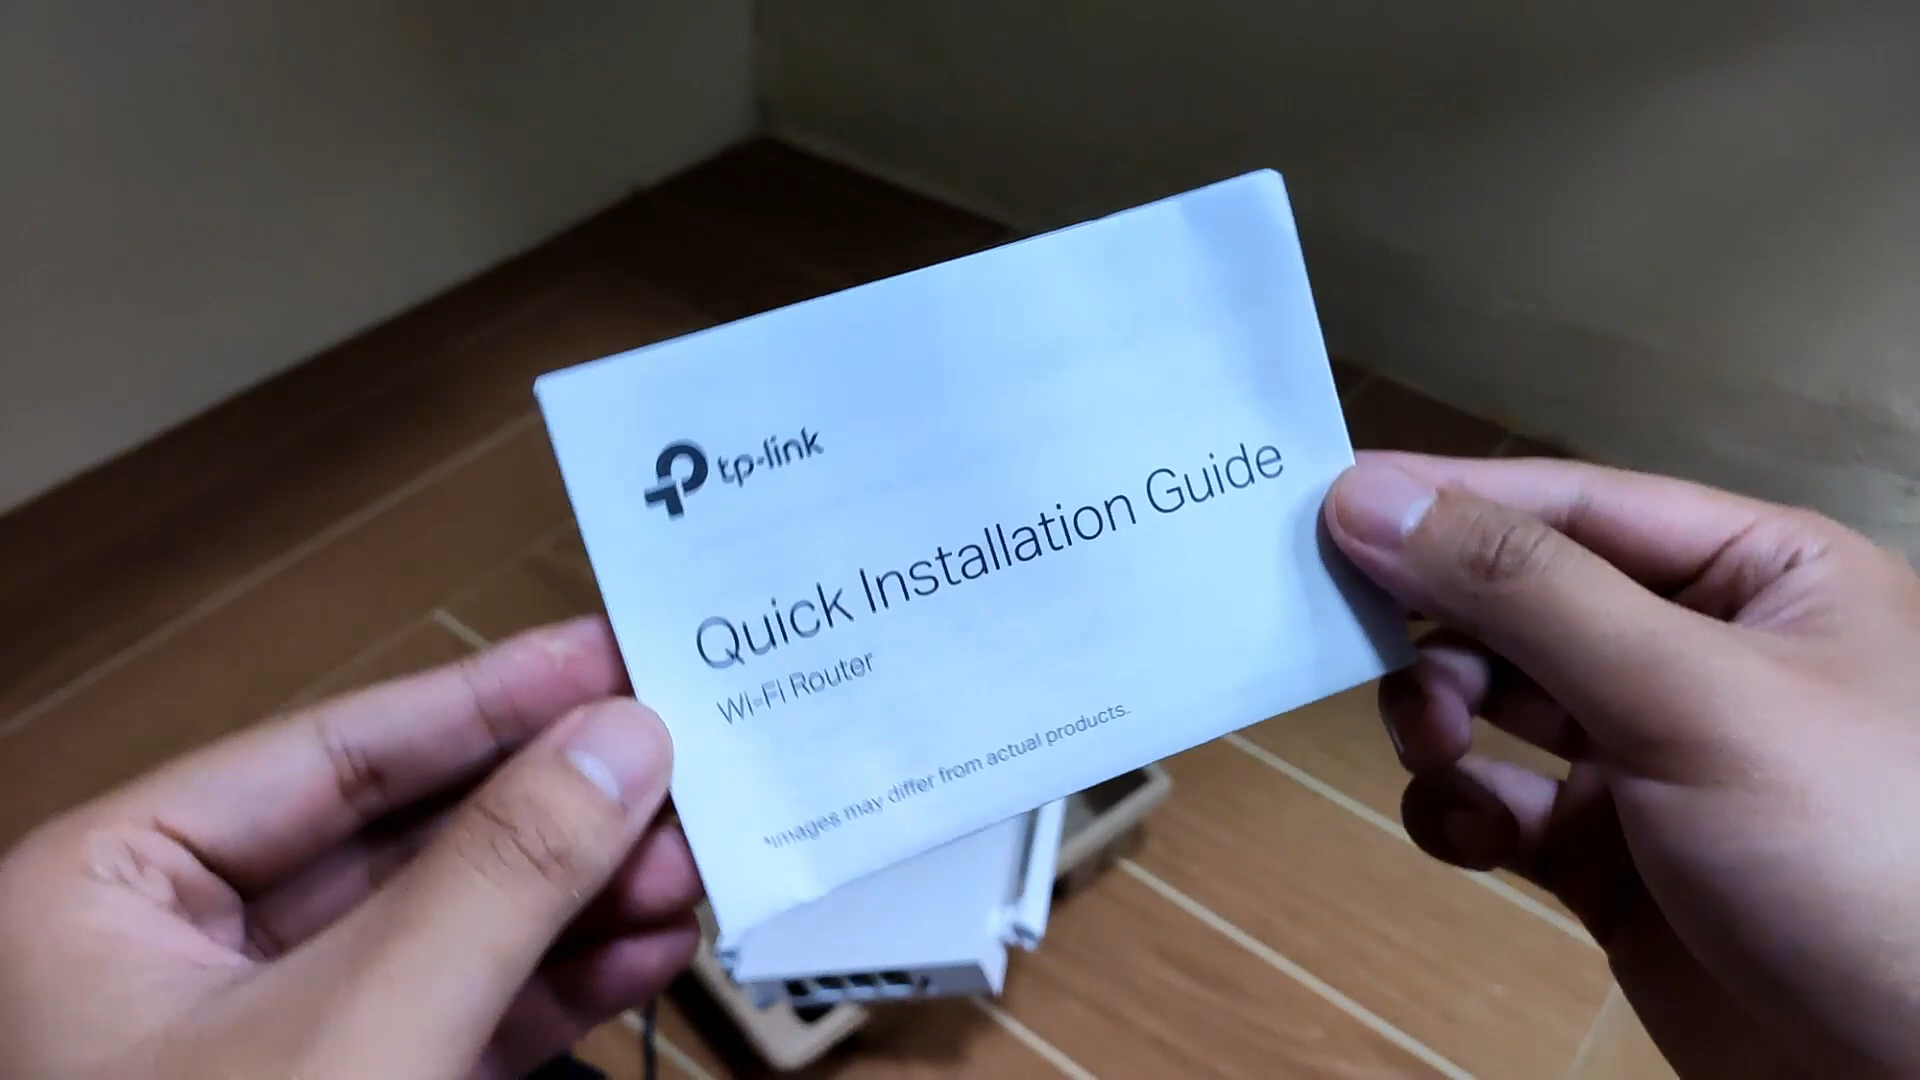 tp-link
Quick Installation Guide
Wi-Fi Router
*Images may differ from actual products.